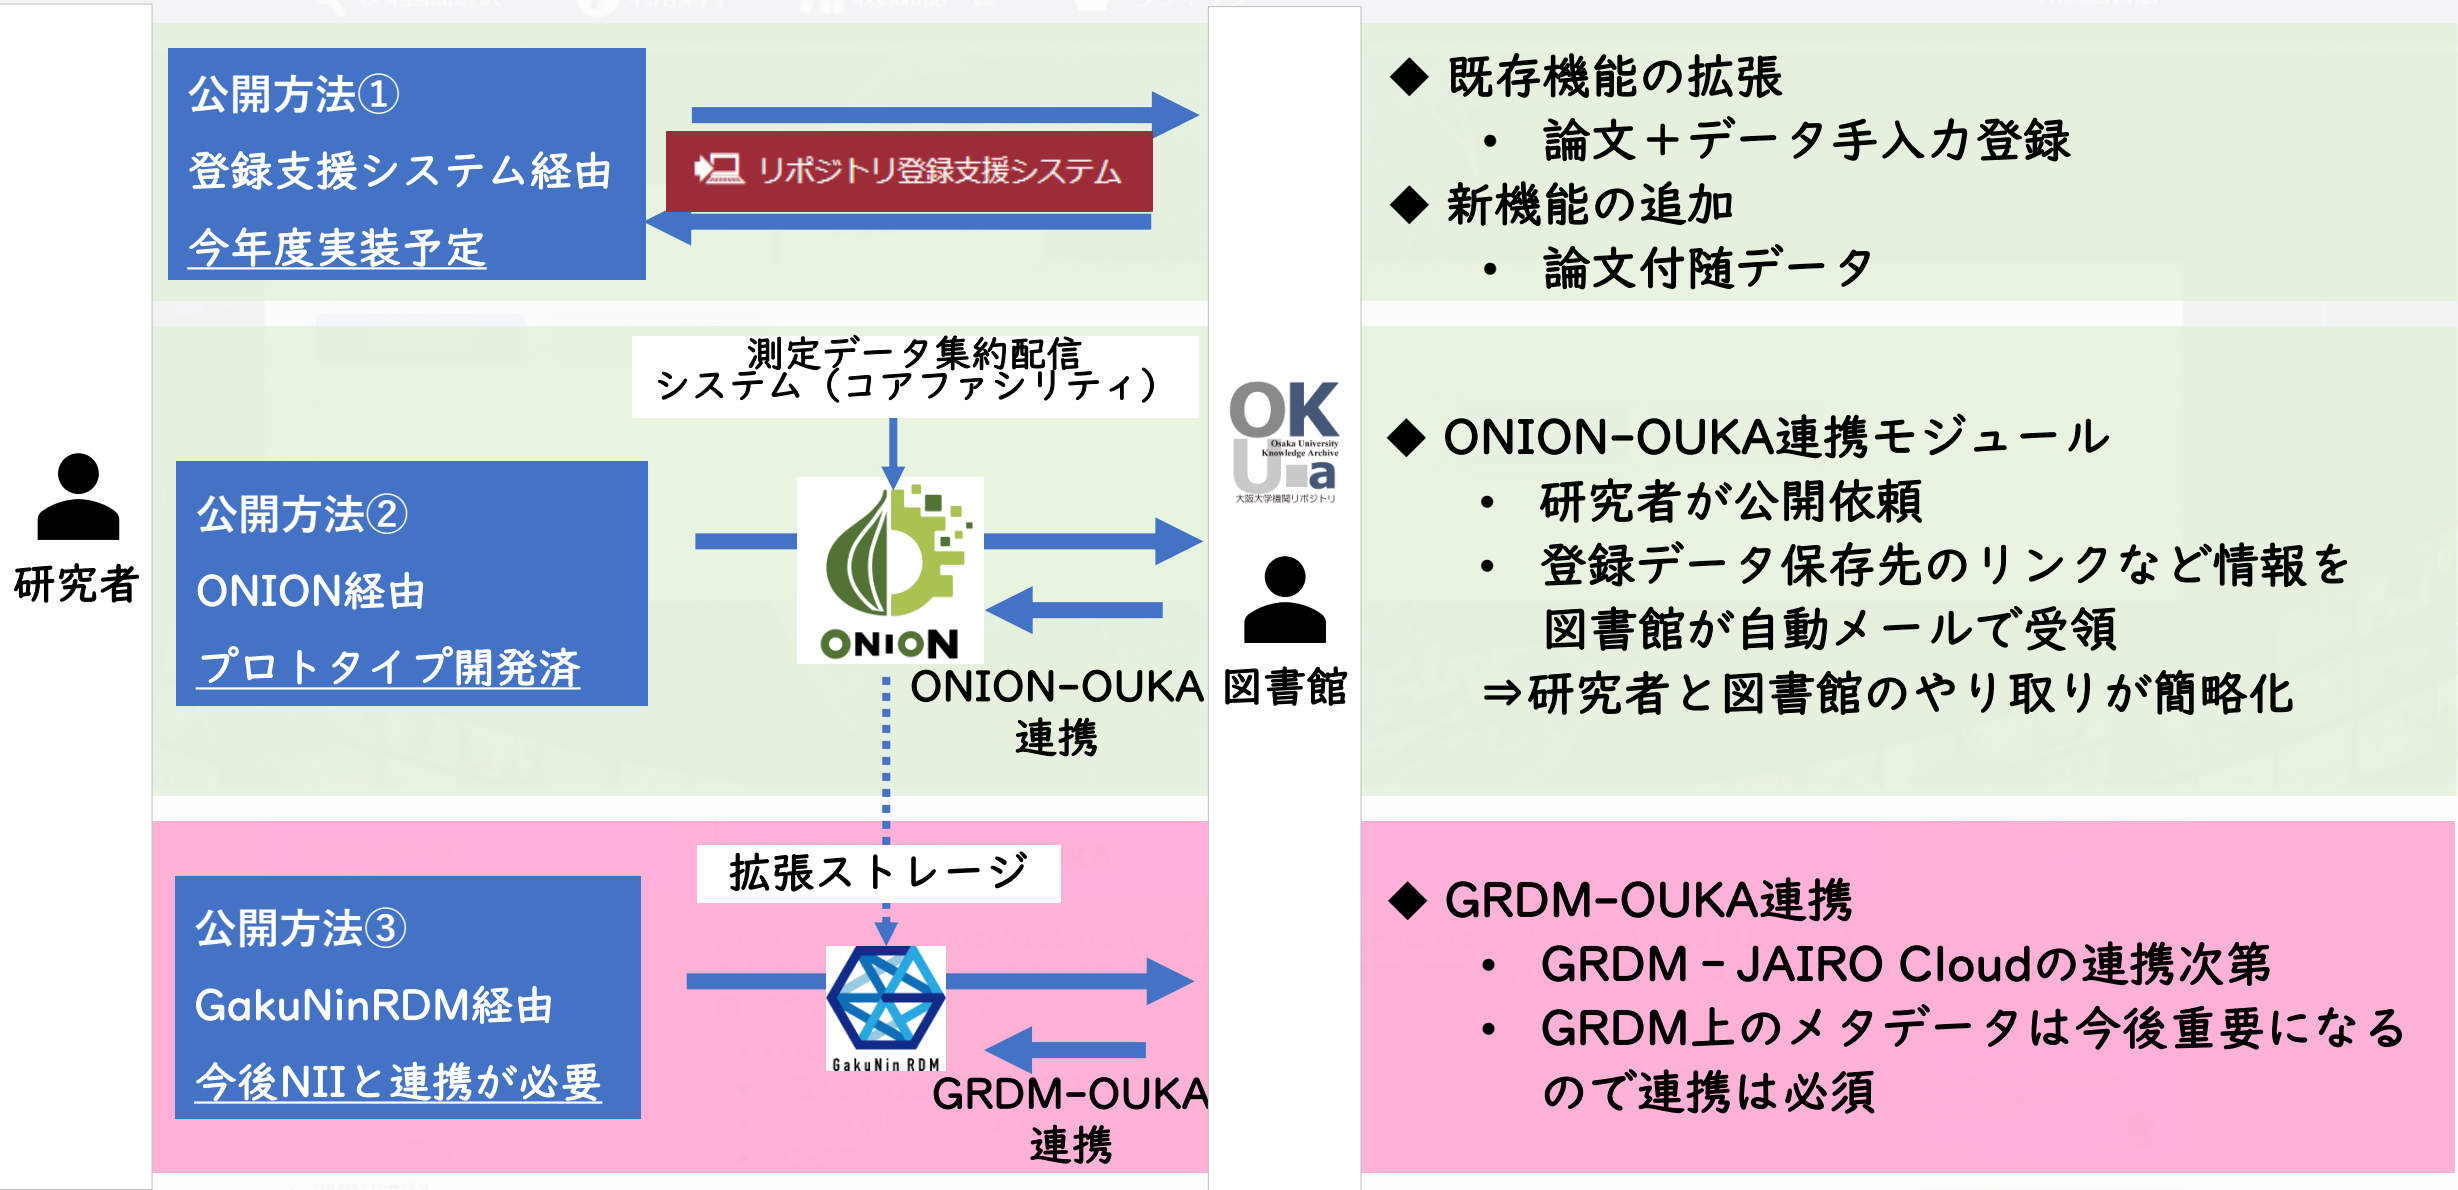 公開方法①
登録支援システム経由
今年度実装予定
リポジトリ登録支援システム
◆ 既存機能の拡張
• 論文＋データ手入力登録
◆ 新機能の追加
• 論文付随データ
研究者
公開方法②
ONION経由
プロトタイプ開発済
測定データ集約配信
システム（コアファシリティ）
ONION
ONION-OUKA
連携
OKUa
Osaka University
Knowledge Archive
大阪大学機関リポジトリ
図書館
◆ ONION-OUKA連携モジュール
• 研究者が公開依頼
• 登録データ保存先のリンクなど情報を
図書館が自動メールで受領
⇒研究者と図書館のやり取りが簡略化
公開方法③
GakuNinRDM経由
今後NIIと連携が必要
拡張ストレージ
GakuNin RDM
GRDM-OUKA
連携
◆ GRDM-OUKA連携
• GRDM－JAIRO Cloudの連携次第
• GRDM上のメタデータは今後重要になる
ので連携は必須